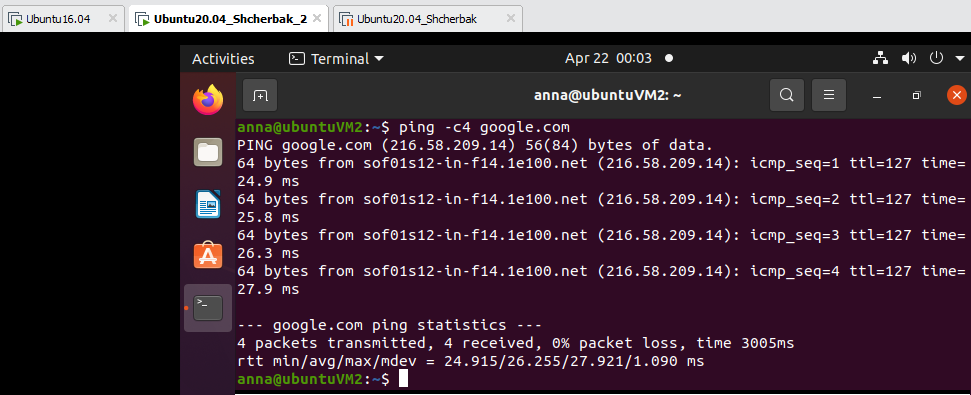 Ubuntu16.04 Ubuntu20.04_Shcherbak_2 Ubuntu20.04_Shcherbak
Activities Terminal Apr 22 00:03
anna@ubuntuVM2: ~
anna@ubuntuVM2:~$ ping -c4 google.com
PING google.com (216.58.209.14) 56(84) bytes of data.
64 bytes from sof01s12-in-f14.1e100.net (216.58.209.14): icmp_seq=1 ttl=127 time=
24.9 ms
64 bytes from sof01s12-in-f14.1e100.net (216.58.209.14): icmp_seq=2 ttl=127 time=
25.8 ms
64 bytes from sof01s12-in-f14.1e100.net (216.58.209.14): icmp_seq=3 ttl=127 time=
26.3 ms
64 bytes from sof01s12-in-f14.1e100.net (216.58.209.14): icmp_seq=4 ttl=127 time=
27.9 ms
--- google.com ping statistics ---
4 packets transmitted, 4 received, 0% packet loss, time 3005ms
rtt min/avg/max/mdev = 24.915/26.255/27.921/1.090 ms
anna@ubuntuVM2:~$